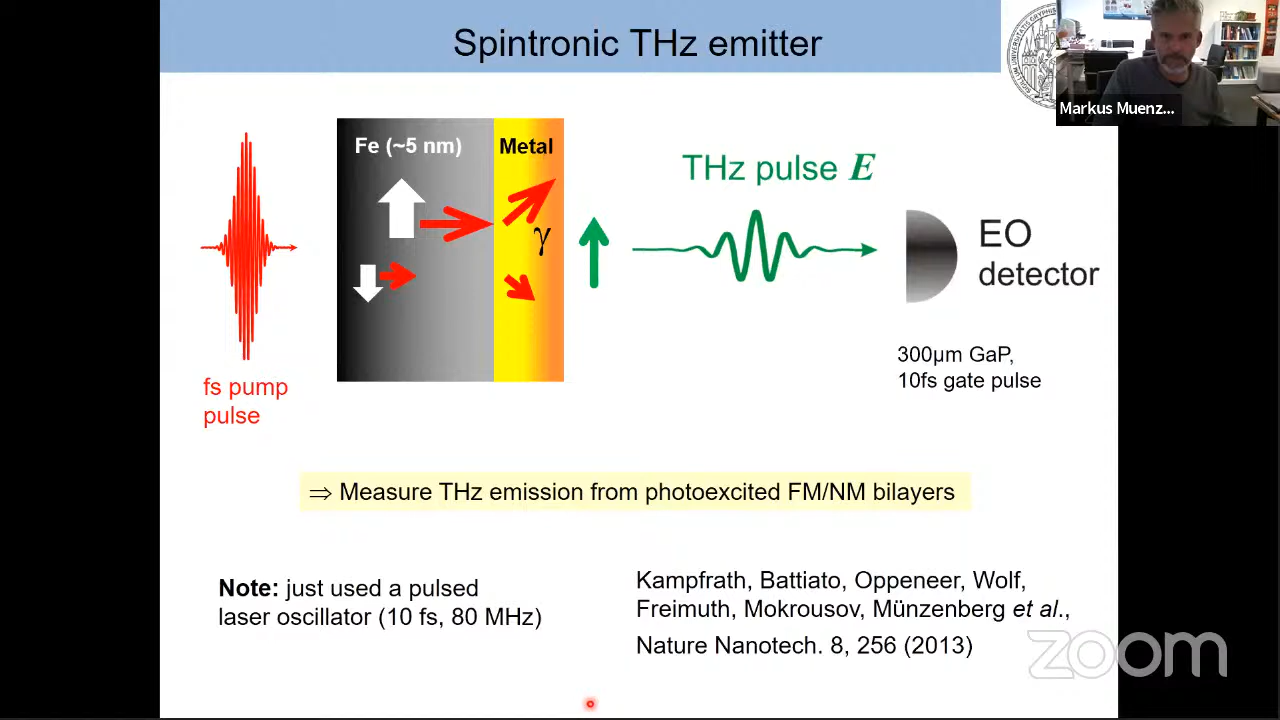 Spintronic THz emitter
Markus Muenz...
Fe (~5 nm)
Metal
γ
THz pulse E
EO
detector
300μm GaP,
10fs gate pulse
fs pump
pulse
⇒ Measure THz emission from photoexcited FM/NM bilayers
Note: just used a pulsed
laser oscillator (10 fs, 80 MHz)
Kampfrath, Battiato, Oppeneer, Wolf,
Freimuth, Mokrousov, Münzenberg et al.,
Nature Nanotech. 8, 256 (2013)
zoom